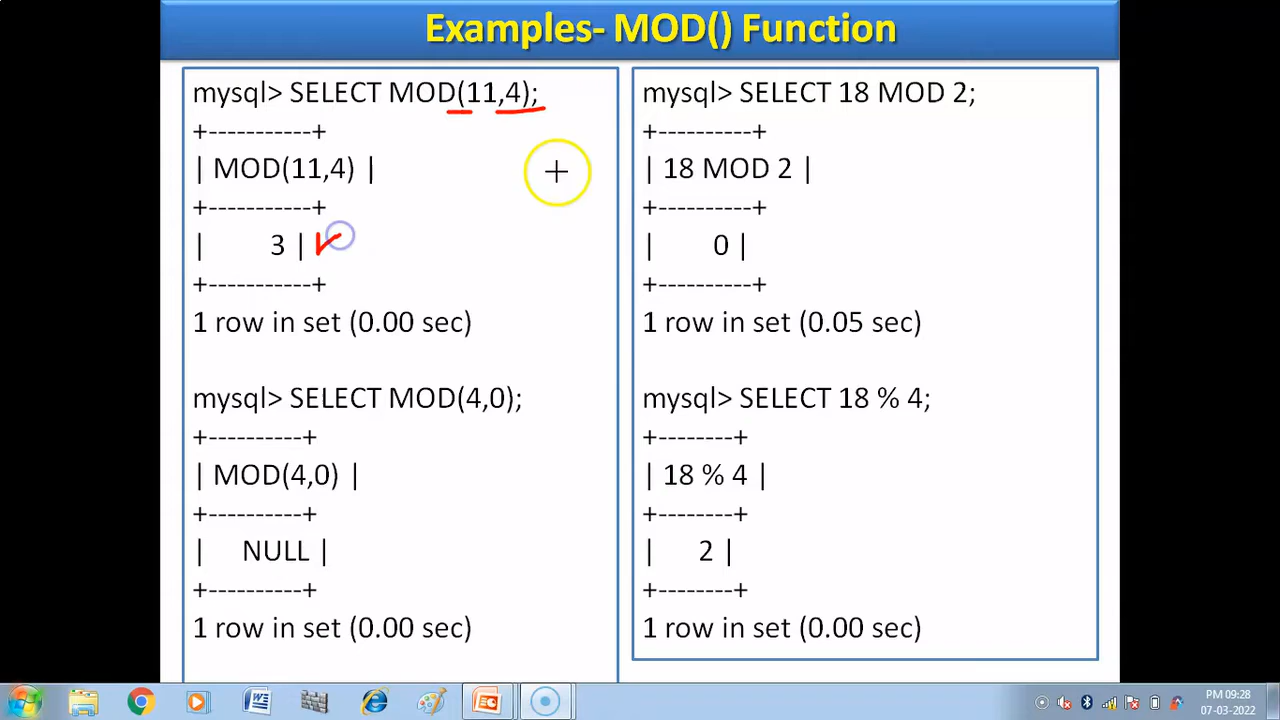 Examples- MOD() Function
mysql> SELECT MOD(11,4);
+-----------+
| MOD(11,4) |
+-----------+
|         3 |
+-----------+
1 row in set (0.00 sec)
mysql> SELECT MOD(4,0);
+----------+
| MOD(4,0) |
+----------+
|     NULL |
+----------+
1 row in set (0.00 sec)
mysql> SELECT 18 MOD 2;
+----------+
| 18 MOD 2 |
+----------+
|        0 |
+----------+
1 row in set (0.05 sec)
mysql> SELECT 18 % 4;
+--------+
| 18 % 4 |
+--------+
|      2 |
+--------+
1 row in set (0.00 sec)
PM 09:28
07-03-2022